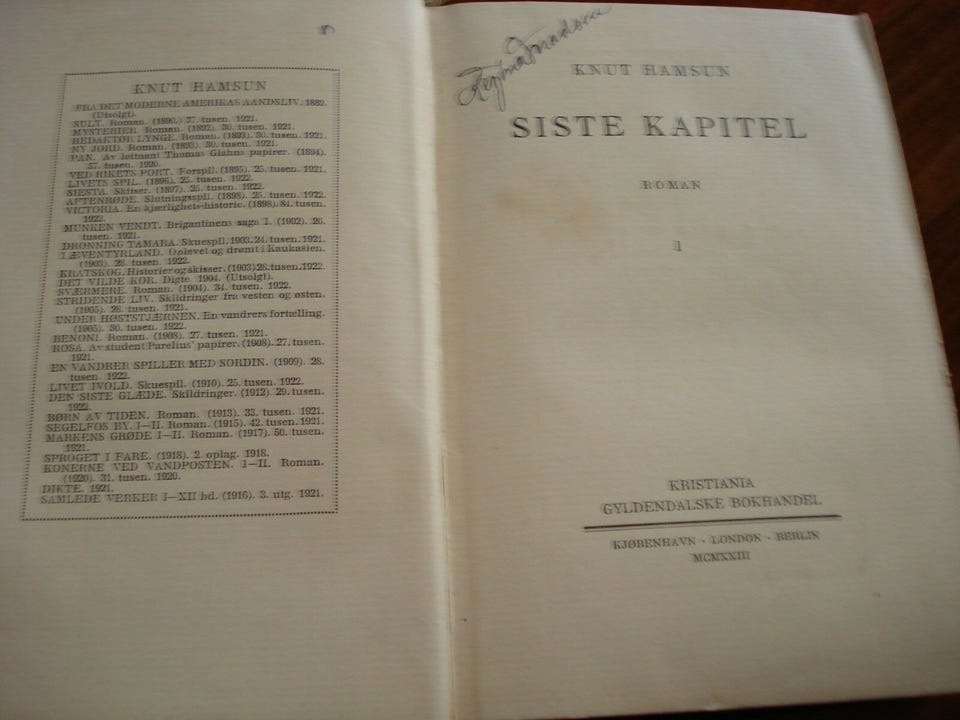 KNUT HAMSUN
FRA DET MODERNE AMERIKAS AANDSLIV. 1889.
(Utsolgt).
SULT. Roman. (1890.) 37. tusen. 1921.
MYSTERIER. Roman. (1892). 30. tusen. 1921.
REDAKTØR LYNGE. Roman. (1893). 30. tusen. 1921.
NY JORD. Roman. (1893). 30. tusen. 1921.
PAN. Av løitnant Thomas Glahns papirer. (1894).
57. tusen. 1920.
VED RIKETS PORT. Forspil. (1895). 25. tusen. 1921.
LIVETS SPIL. (1896). 25. tusen. 1922.
SIESTA. Skisser. (1897). 25. tusen. 1922.
AFTENRØDE. Slutningsspil. (1898). 25. tusen. 1922.
VICTORIA. En kjærlighets-historie. (1898). 84. tusen.
1922.
MUNKEN VENDT. Brigantinens saga I. (1902). 26.
tusen. 1921.
DRONNING TAMARA. Skuespil. 1903. 24. tusen. 1921.
I ÆVENTYRLAND. Oplevet og drømt i Kaukasien.
(1903). 28. tusen. 1922.
KRATSKOG. Historier og skisser. (1903) 28. tusen. 1922
DET VILDE KOR. Digte 1904. (Utsolgt).
SVÆRMERE. Roman. (1904). 34. tusen. 1922.
STRIDENDE LIV. Skildringer fra vesten og østen.
(1905). 28. tusen. 1921.
UNDER HØSTSTJÆRNEN. En vandrers fortælling.
(1905). 30. tusen. 1922.
BENONI. Roman. (1908). 27. tusen. 1921.
ROSA. Av student Parelius' papirer. (1908). 27. tusen.
1921.
EN VANDRER SPILLER MED SORDIN. (1909). 28.
tusen. 1922.
LIVET IVOLD. Skuespil. (1910). 25. tusen. 1922.
DEN SISTE GLÆDE. Skildringer. (1912). 29. tusen.
1922.
BØRN AV TIDEN. Roman. (1913). 33. tusen. 1921.
SEGELFOS BY. I—II. Roman. (1915). 42. tusen. 1921.
MARKENS GRØDE I—II. Roman. (1917). 50. tusen.
1921.
SPROGET I FARE. (1918). 2. oplag. 1918.
KONERNE VED VANDPOSTEN. I—II. Roman.
(1920). 31. tusen. 1920.
DIKTE. 1921.
SAMLEDE VERKER I—XII bd. (1916). 3. utg. 1921.
KNUT HAMSUN
SISTE KAPITEL
ROMAN
I
KRISTIANIA
GYLDENDALSKE BOKHANDEL
KJØBENHAVN · LONDON · BERLIN
MCMXXIII